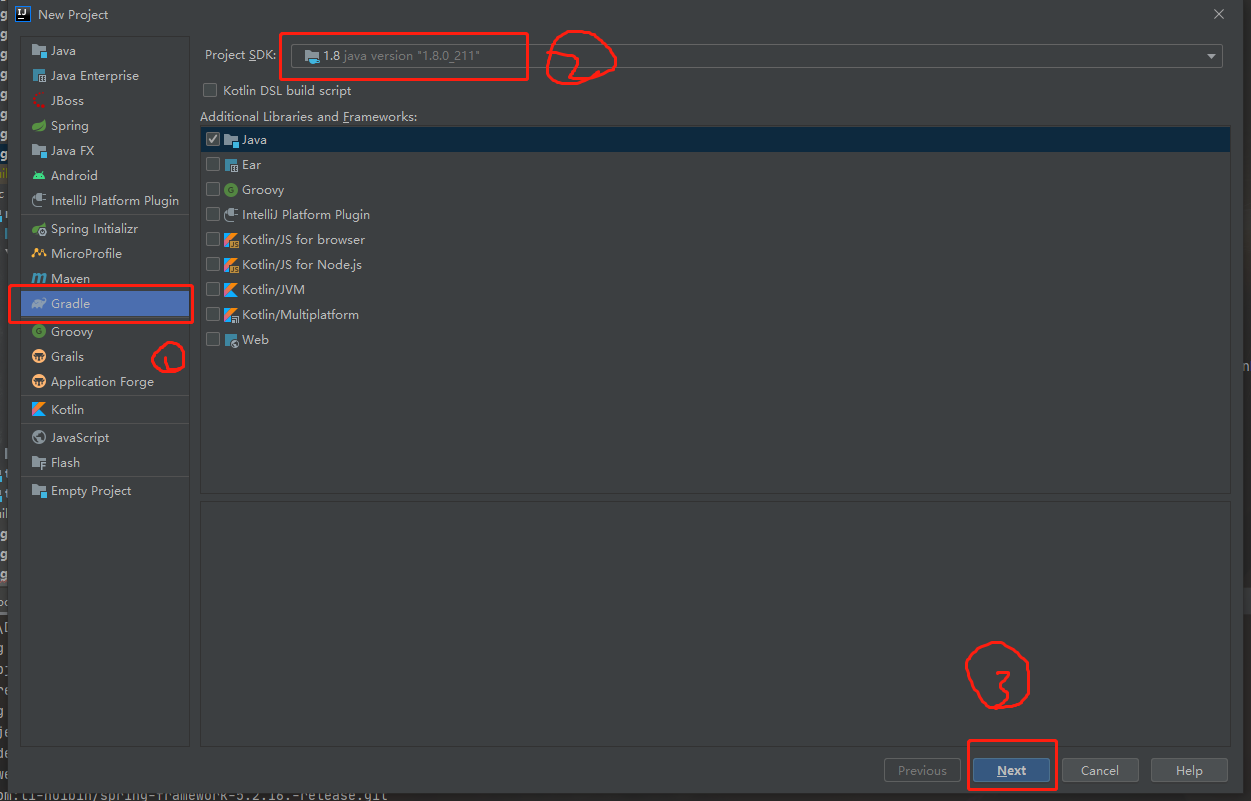 New Project
Java
Java Enterprise
JBoss
Spring
Java FX
Android
IntelliJ Platform Plugin
Spring Initializr
MicroProfile
Maven
Gradle
Groovy
Grails
Application Forge
Kotlin
JavaScript
Flash
Empty Project
1
Project SDK: 1.8 java version "1.8.0_211"
2
Kotlin DSL build script
Additional Libraries and Frameworks:
Java
Ear
Groovy
IntelliJ Platform Plugin
Kotlin/JS for browser
Kotlin/JS for Node.js
Kotlin/JVM
Kotlin/Multiplatform
Web
3
Previous
Next
Cancel
Help